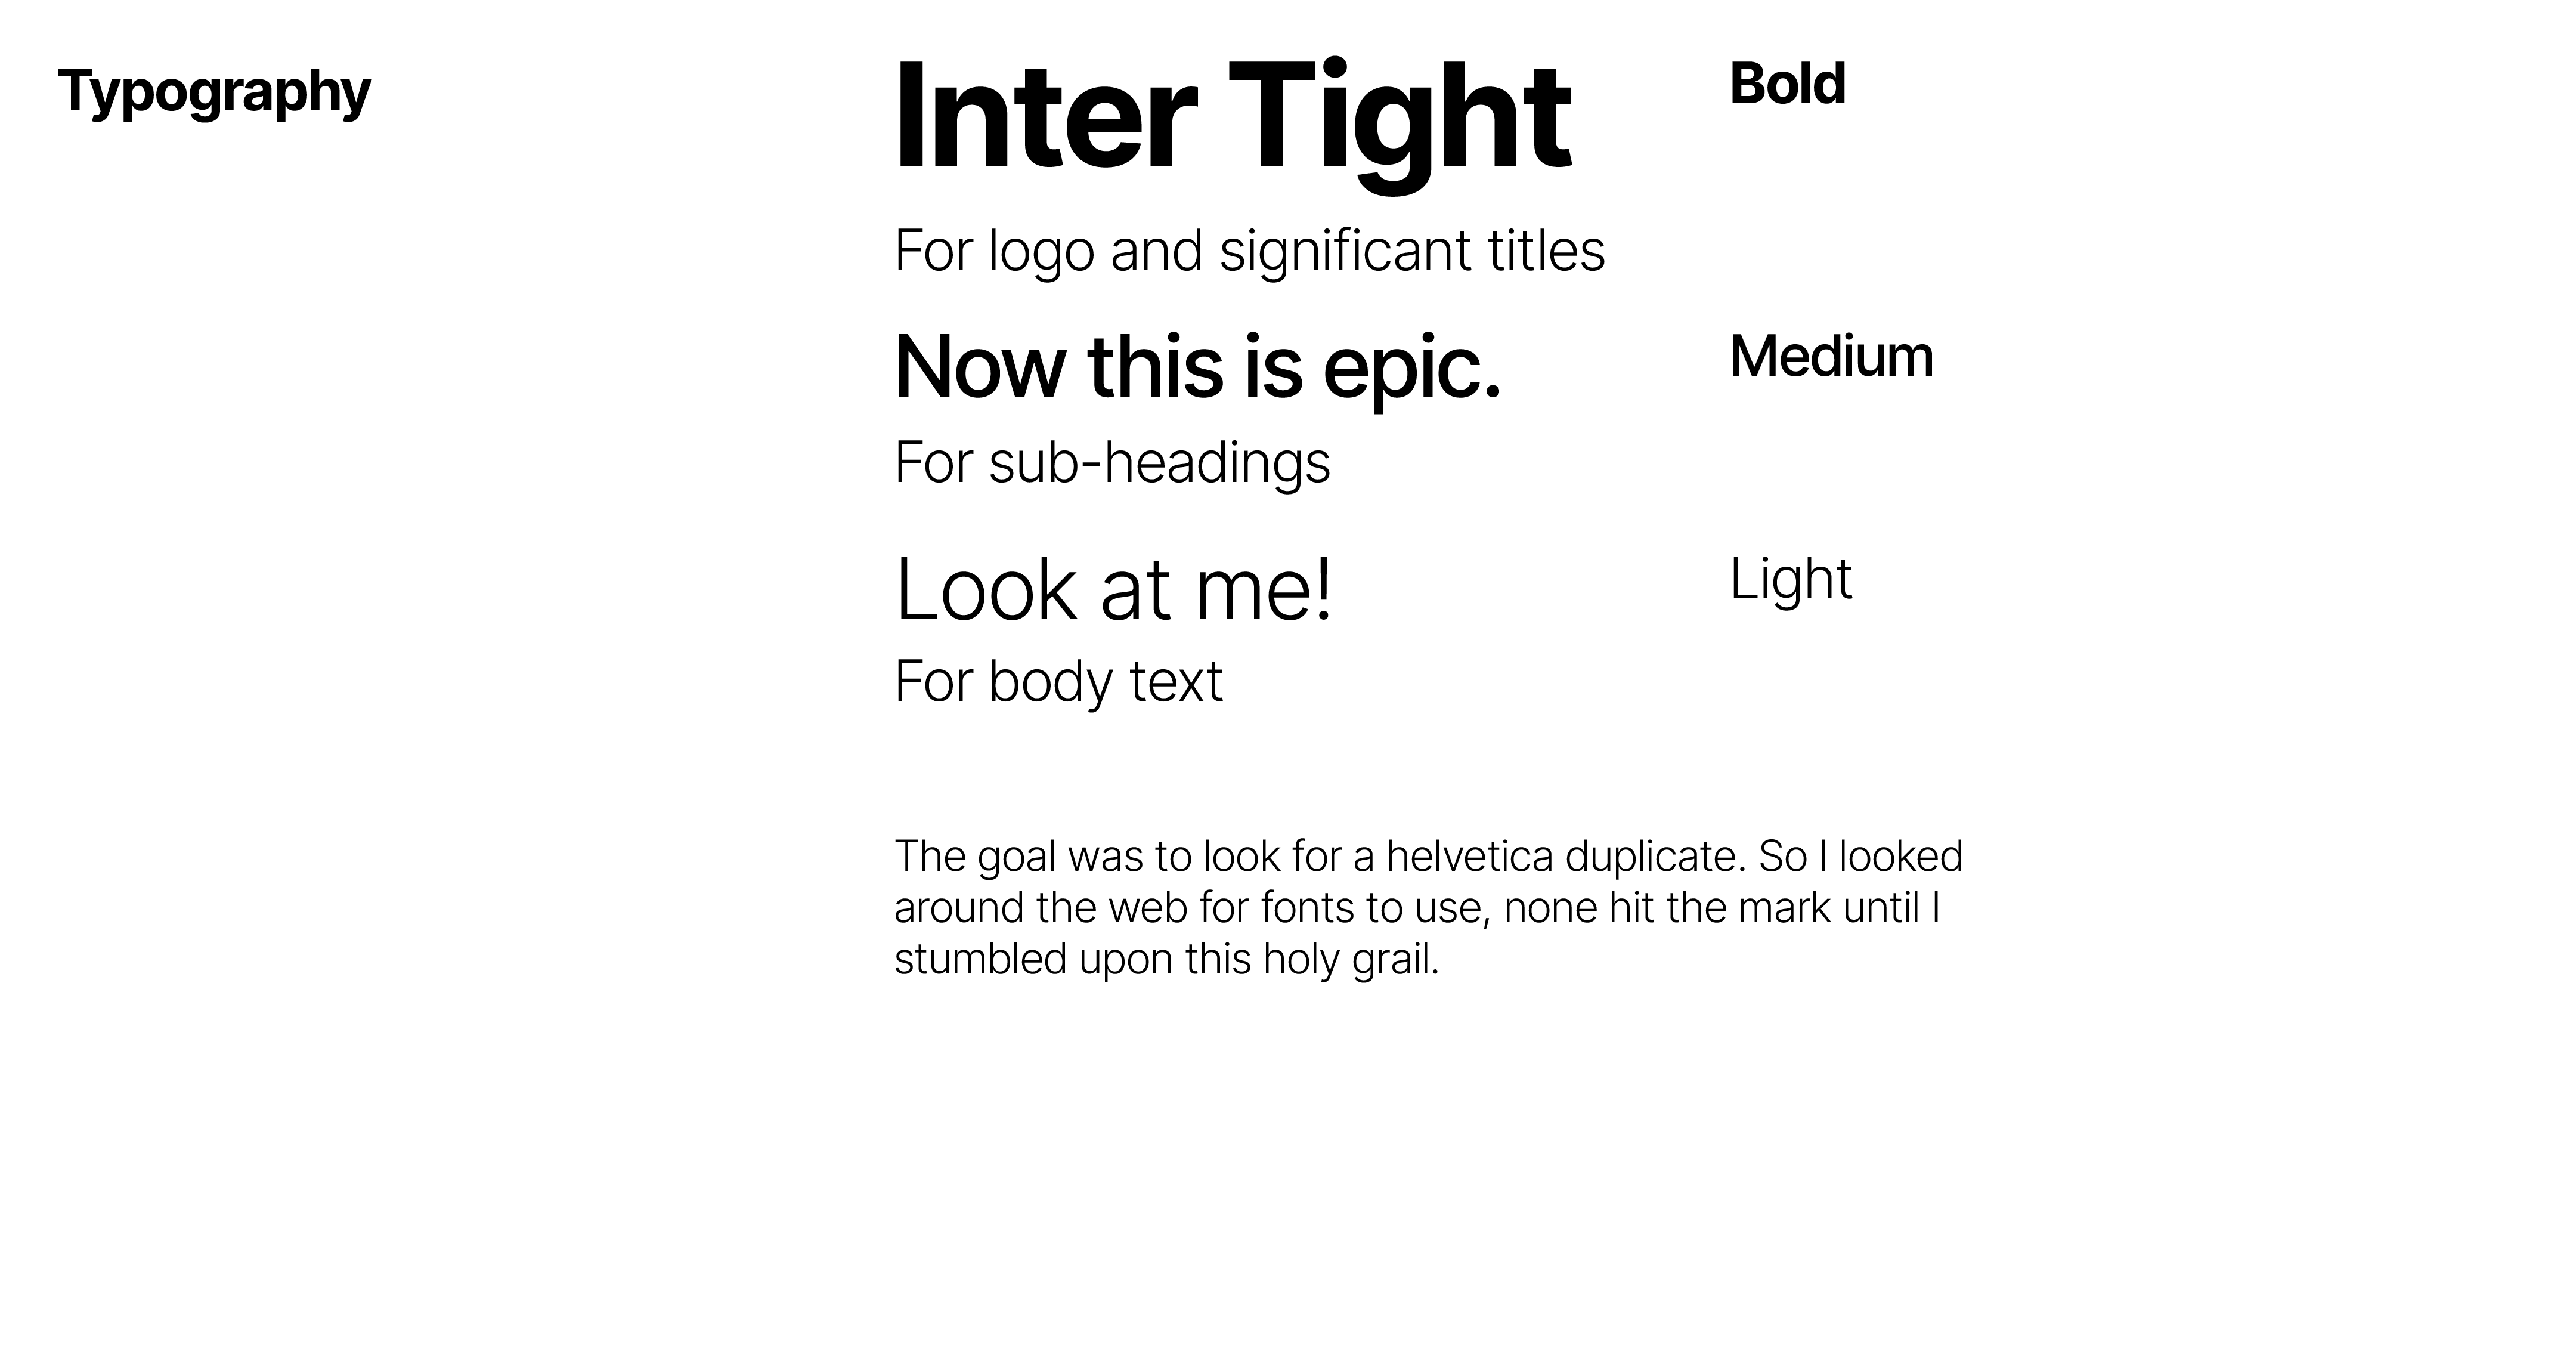 Typography
Inter Tight
Bold
For logo and significant titles
Now this is epic.
Medium
For sub-headings
Look at me!
Light
For body text
The goal was to look for a helvetica duplicate. So I looked
around the web for fonts to use, none hit the mark until I
stumbled upon this holy grail.